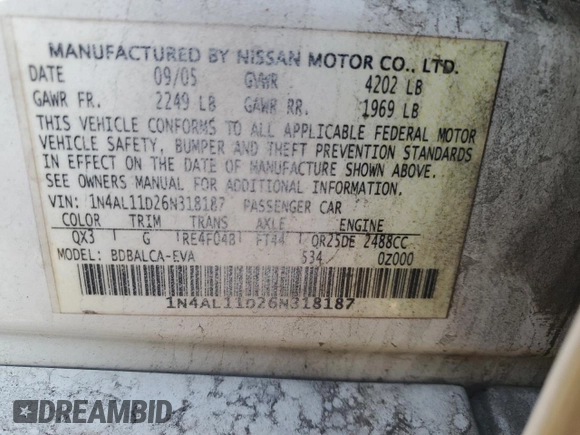 MANUFACTURED BY NISSAN MOTOR CO., LTD.
DATE 09/05 GVWR 4202 LB
GAWR FR. 2249 LB GAWR RR. 1969 LB
THIS VEHICLE CONFORMS TO ALL APPLICABLE FEDERAL MOTOR
VEHICLE SAFETY, BUMPER AND THEFT PREVENTION STANDARDS
IN EFFECT ON THE DATE OF MANUFACTURE SHOWN ABOVE.
SEE OWNERS MANUAL FOR ADDITIONAL INFORMATION.
VIN: 1N4AL11D26N318187 PASSENGER CAR
COLOR TRIM TRANS AXLE ENGINE
QX3 G RE4F04B FT44 QR25DE 2488CC
MODEL: BDBALCA-EVA 534 0Z000
1N4AL11D26N318187
DREAMBID